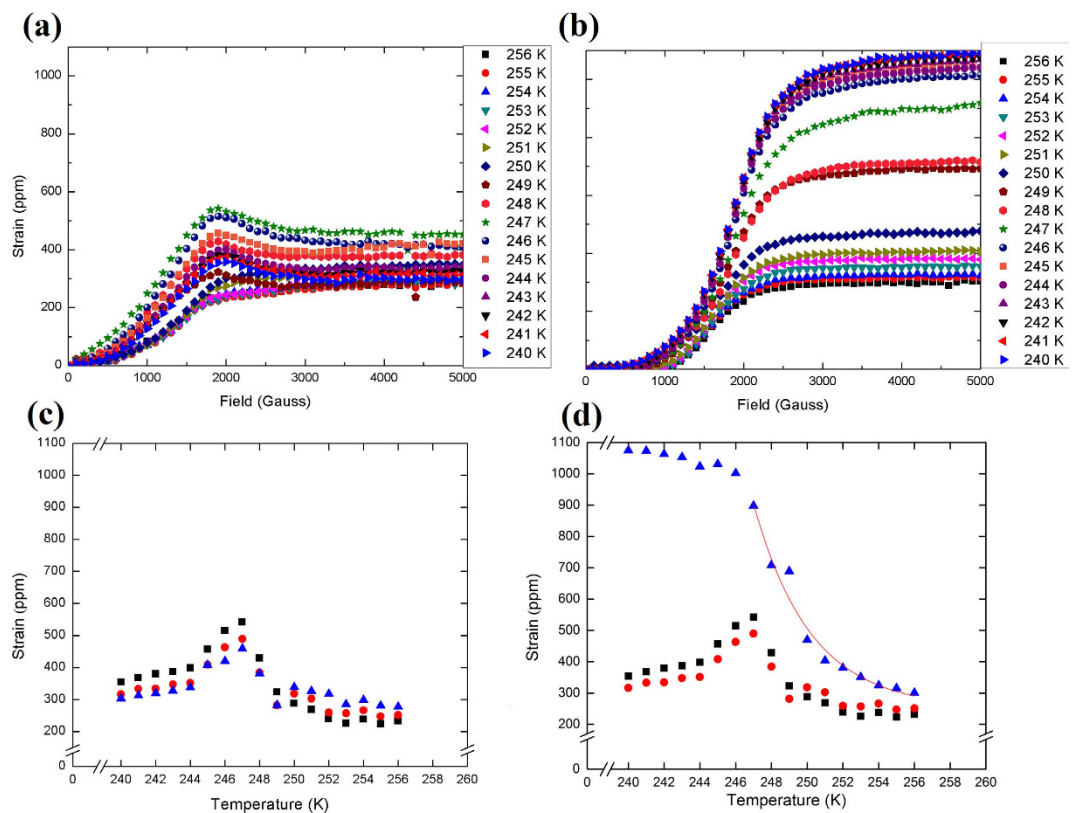 (a)
1000
800
600
400
200
0
Strain (ppm)
0 1000 2000 3000 4000 5000
Field (Gauss)
256 K
255 K
254 K
253 K
252 K
251 K
250 K
249 K
248 K
247 K
246 K
245 K
244 K
243 K
242 K
241 K
240 K
(b)
0 1000 2000 3000 4000 5000
Field (Gauss)
256 K
255 K
254 K
253 K
252 K
251 K
250 K
249 K
248 K
247 K
246 K
245 K
244 K
243 K
242 K
241 K
240 K
(c)
1100
1000
900
800
700
600
500
400
300
200
0
Strain (ppm)
0 240 242 244 246 248 250 252 254 256 258 260
Temperature (K)
(d)
1100
1000
900
800
700
600
500
400
300
200
0
Strain (ppm)
0 240 242 244 246 248 250 252 254 256 258 260
Temperature (K)